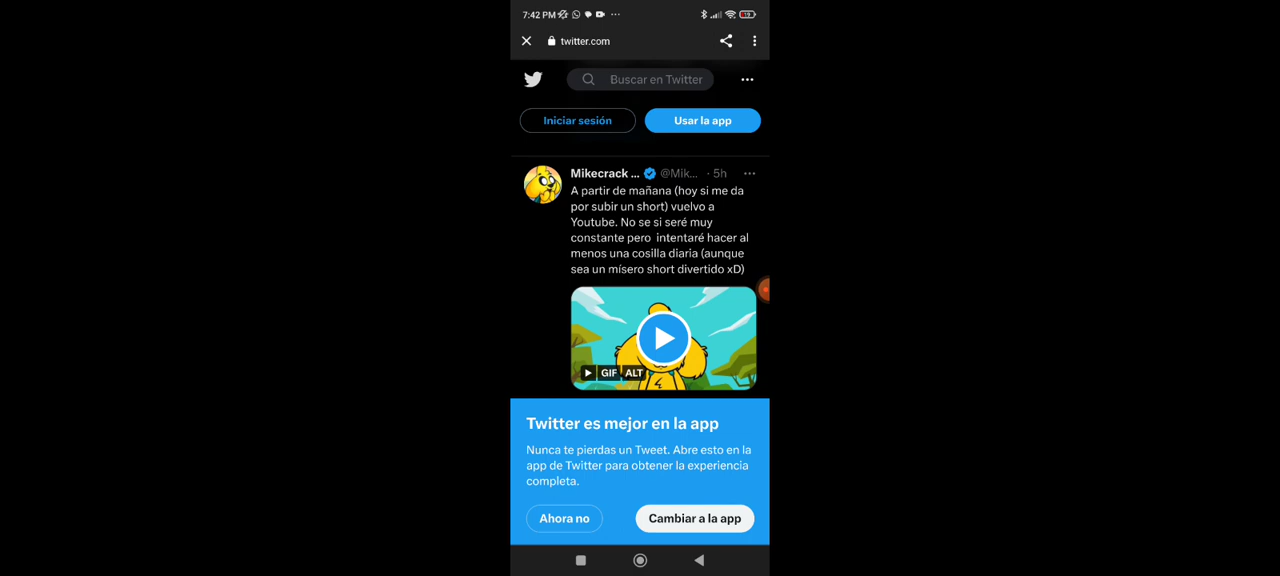 7:42 PM
19
twitter.com
Buscar en Twitter
Iniciar sesión
Usar la app
Mikecrack ... @Mik... · 5h
A partir de mañana (hoy si me da
por subir un short) vuelvo a
Youtube. No se si seré muy
constante pero intentaré hacer al
menos una cosilla diaria (aunque
sea un mísero short divertido xD)
GIF ALT
Twitter es mejor en la app
Nunca te pierdas un Tweet. Abre esto en la
app de Twitter para obtener la experiencia
completa.
Ahora no
Cambiar a la app